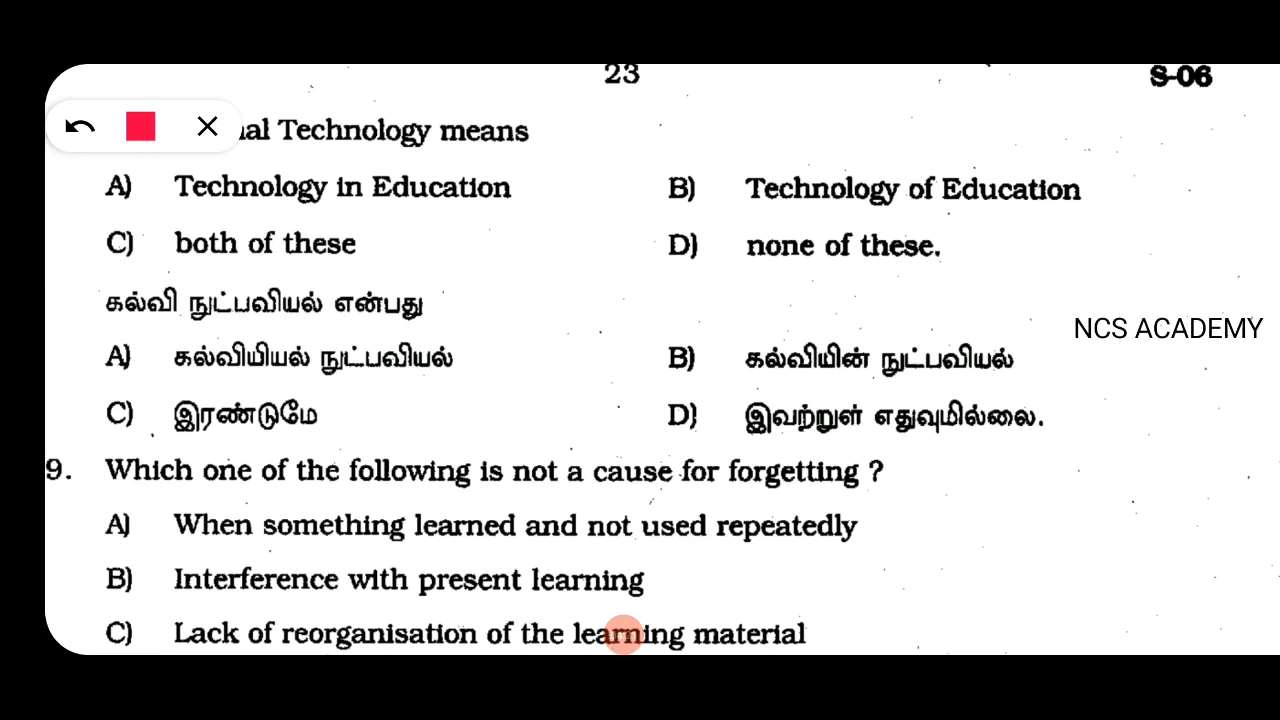 23 S-06
Technology means
A) Technology in Education B) Technology of Education
C) both of these D) none of these.
கல்வி நுட்பவியல் என்பது
NCS ACADEMY
A) கல்வியியல் நுட்பவியல் B) கல்வியின் நுட்பவியல்
C) இரண்டுமே D) இவற்றுள் எதுவுமில்லை.
9. Which one of the following is not a cause for forgetting ?
A) When something learned and not used repeatedly
B) Interference with present learning
C) Lack of reorganisation of the learning material